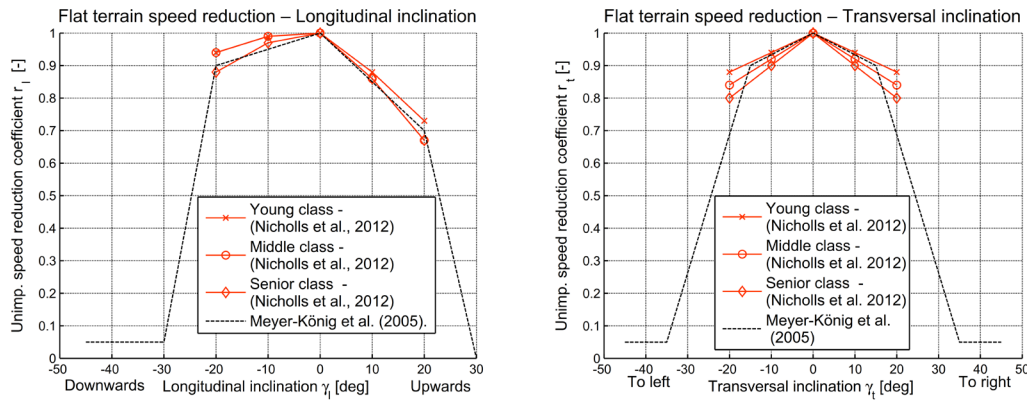 Flat terrain speed reduction – Longitudinal inclination
Unimp. speed reduction coefficient r_l [-]
1
0.9
0.8
0.7
0.6
0.5
0.4
0.3
0.2
0.1
0
Young class -
(Nicholls et al., 2012)
Middle class -
(Nicholls et al., 2012)
Senior class -
(Nicholls et al., 2012)
Meyer-König et al. (2005).
-50 -40 -30 -20 -10 0 10 20 30
Downwards Longitudinal inclination γ_l [deg] Upwards
Flat terrain speed reduction – Transversal inclination
Unimp. speed reduction coefficient r_t [-]
1
0.9
0.8
0.7
0.6
0.5
0.4
0.3
0.2
0.1
0
Young class -
(Nicholls et al. 2012)
Middle class -
(Nicholls et al. 2012)
Senior class -
(Nicholls et al. 2012)
Meyer-König et al.
(2005)
-50 -40 -30 -20 -10 0 10 20 30 40 50
To left Transversal inclination γ_t [deg] To right